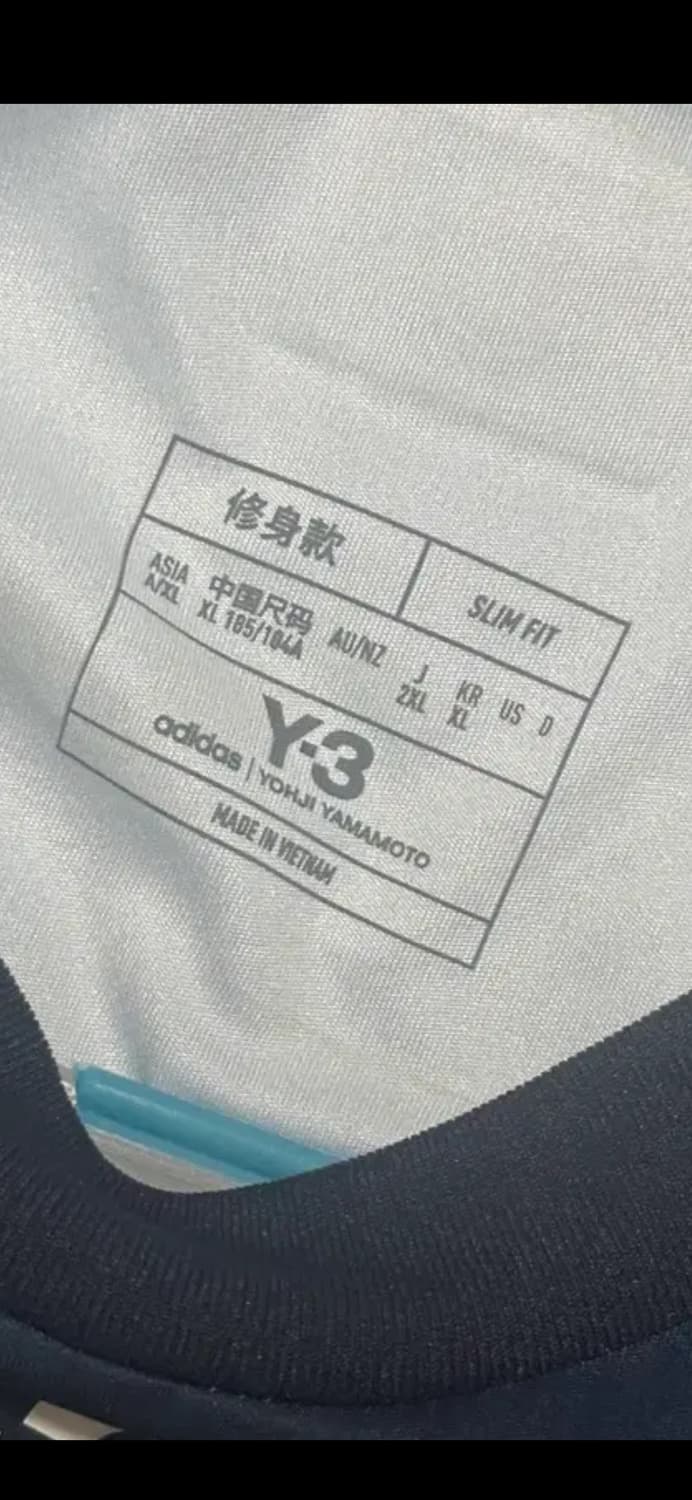 修身款 SLIM FIT
ASIA 中国尺码 AU/NZ J KR US D
A/XL XL 185/104A 2XL XL
Y-3
adidas | YOHJI YAMAMOTO
MADE IN VIETNAM